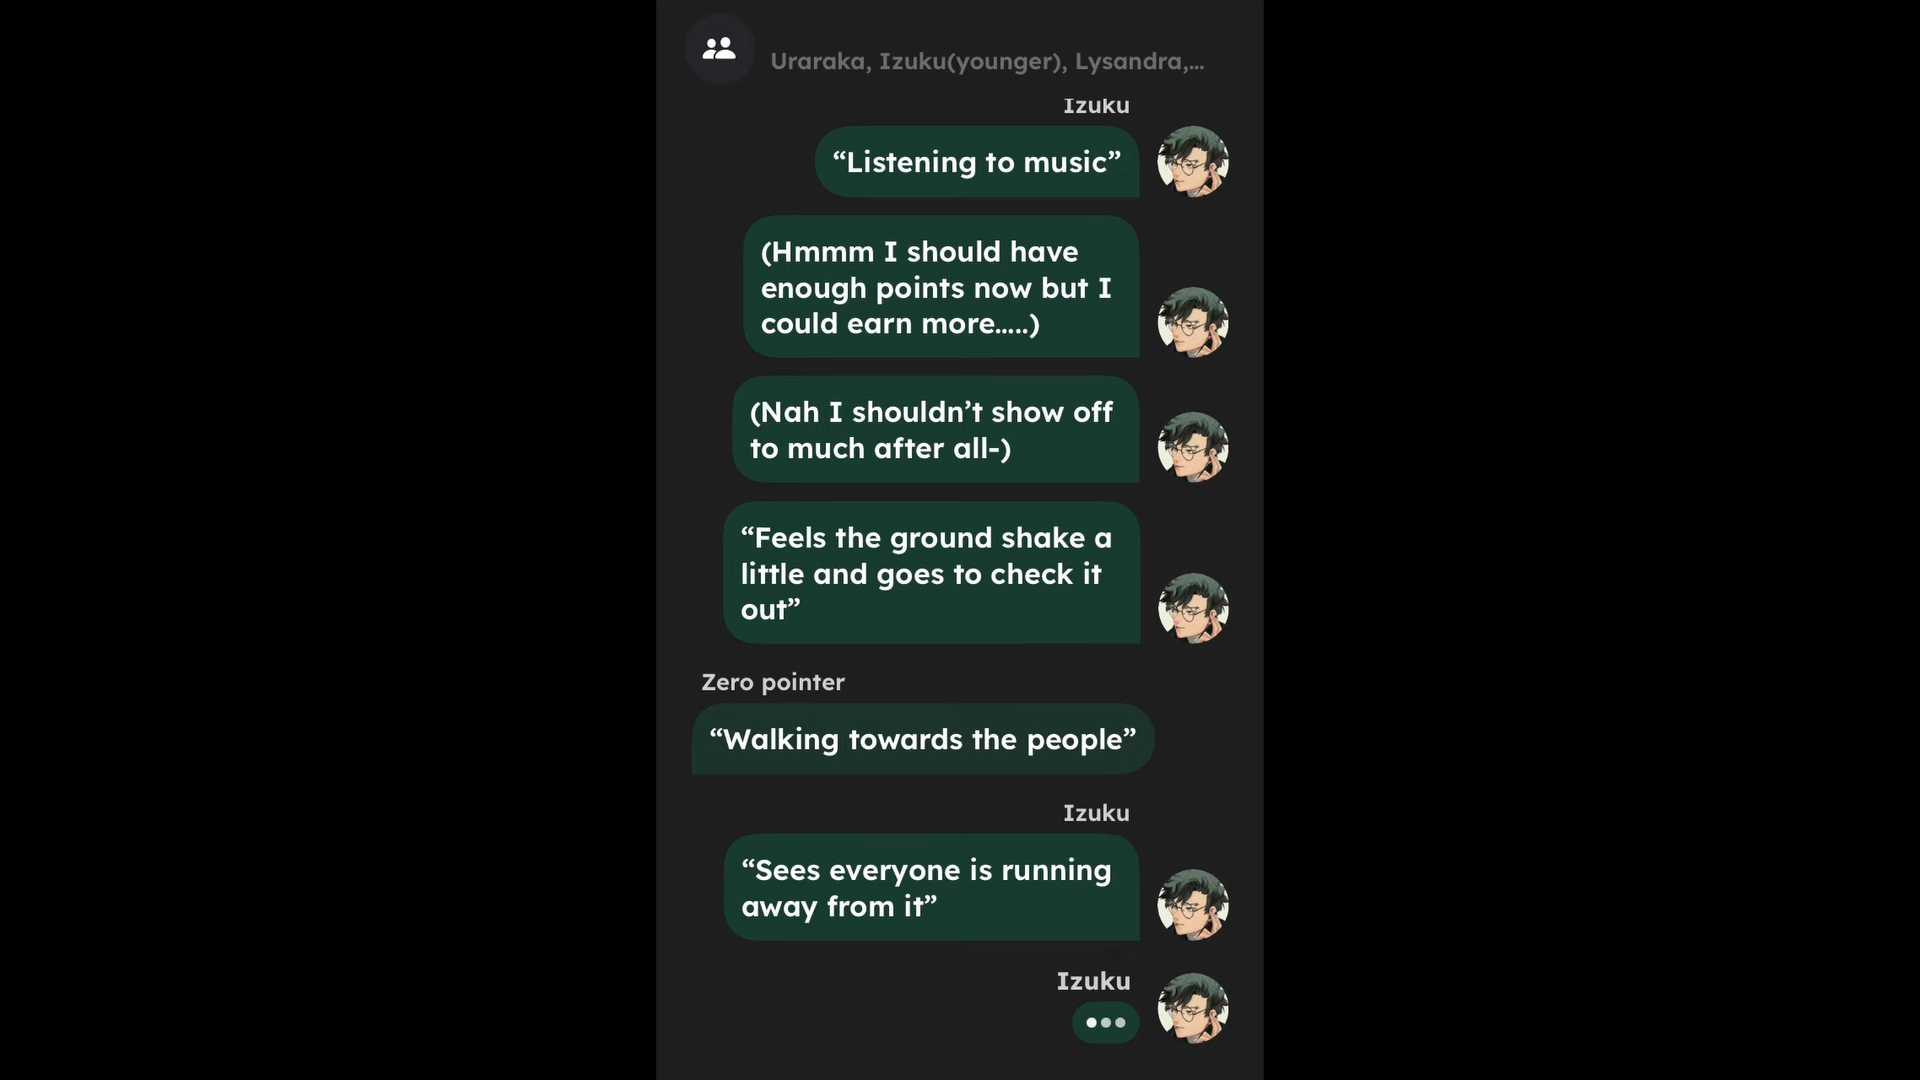 Uraraka, Izuku(younger), Lysandra,...
Izuku
“Listening to music”
(Hmmm I should have
enough points now but I
could earn more.....)
(Nah I shouldn’t show off
to much after all-)
“Feels the ground shake a
little and goes to check it
out”
Zero pointer
“Walking towards the people”
Izuku
“Sees everyone is running
away from it”
Izuku